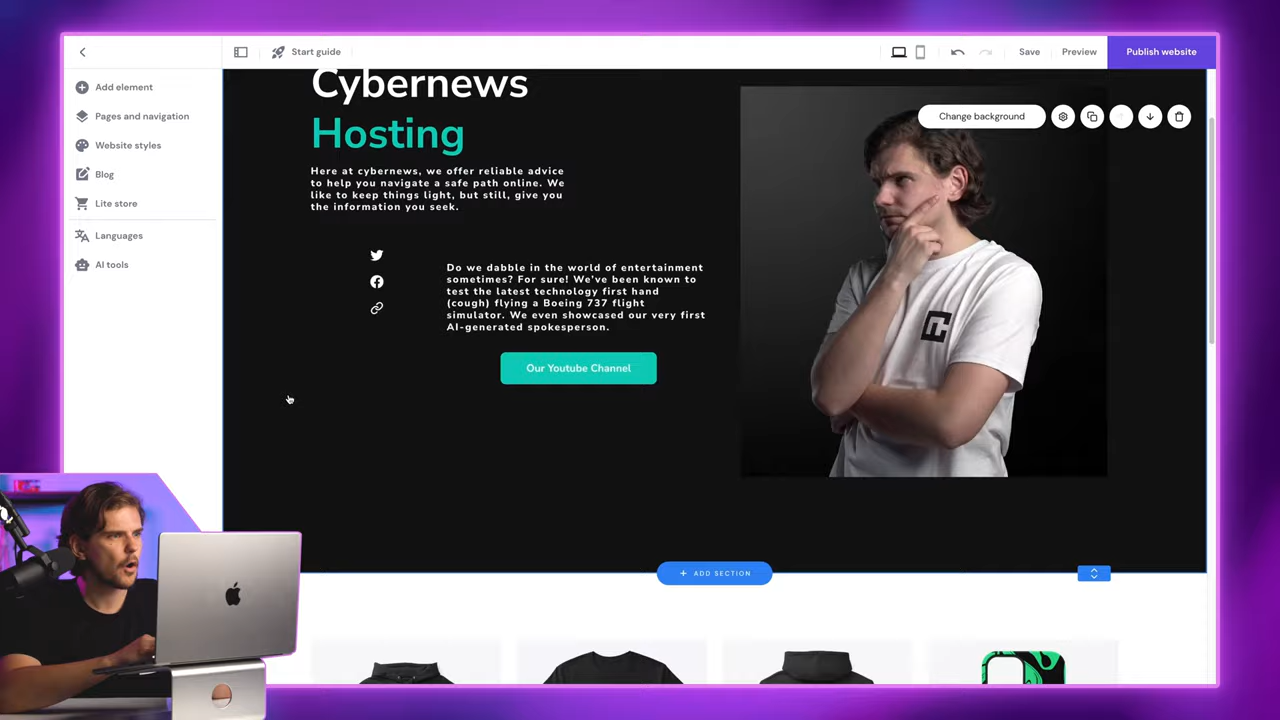 Start guide
Save
Preview
Publish website
Add element
Pages and navigation
Website styles
Blog
Lite store
Languages
AI tools
Change background
Cybernews
Hosting
Here at cybernews, we offer reliable advice
to help you navigate a safe path online. We
like to keep things light, but still, give you
the information you seek.
Do we dabble in the world of entertainment
sometimes? For sure! We've been known to
test the latest technology first hand
(cough) flying a Boeing 737 flight
simulator. We even showcased our very first
AI-generated spokesperson.
Our Youtube Channel
+ ADD SECTION